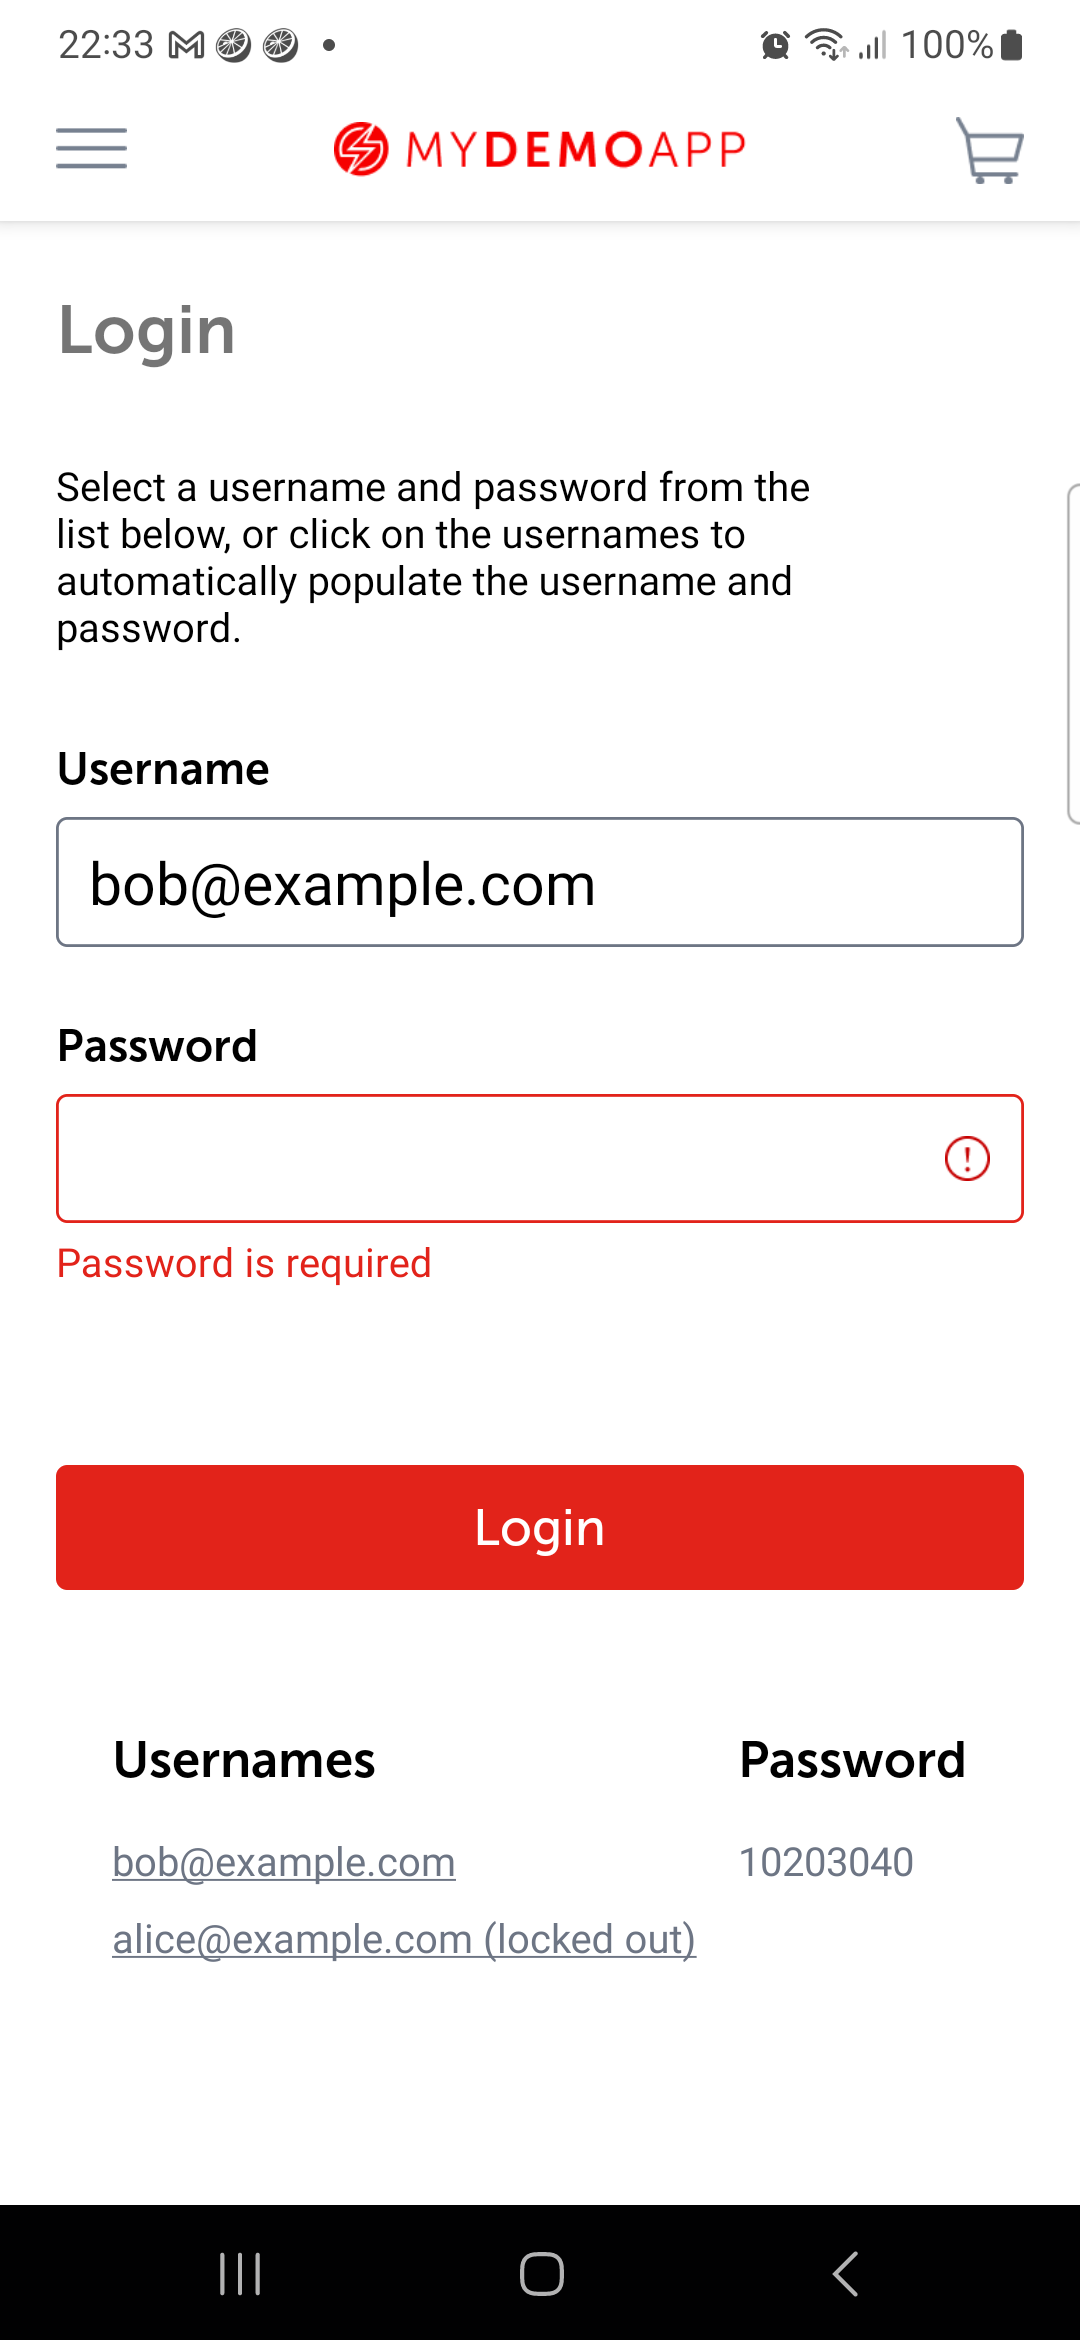 22:33 100%
MYDEMOAPP
Login
Select a username and password from the
list below, or click on the usernames to
automatically populate the username and
password.
Username
bob@example.com
Password
!
Password is required
Login
Usernames Password
bob@example.com 10203040
alice@example.com (locked out)